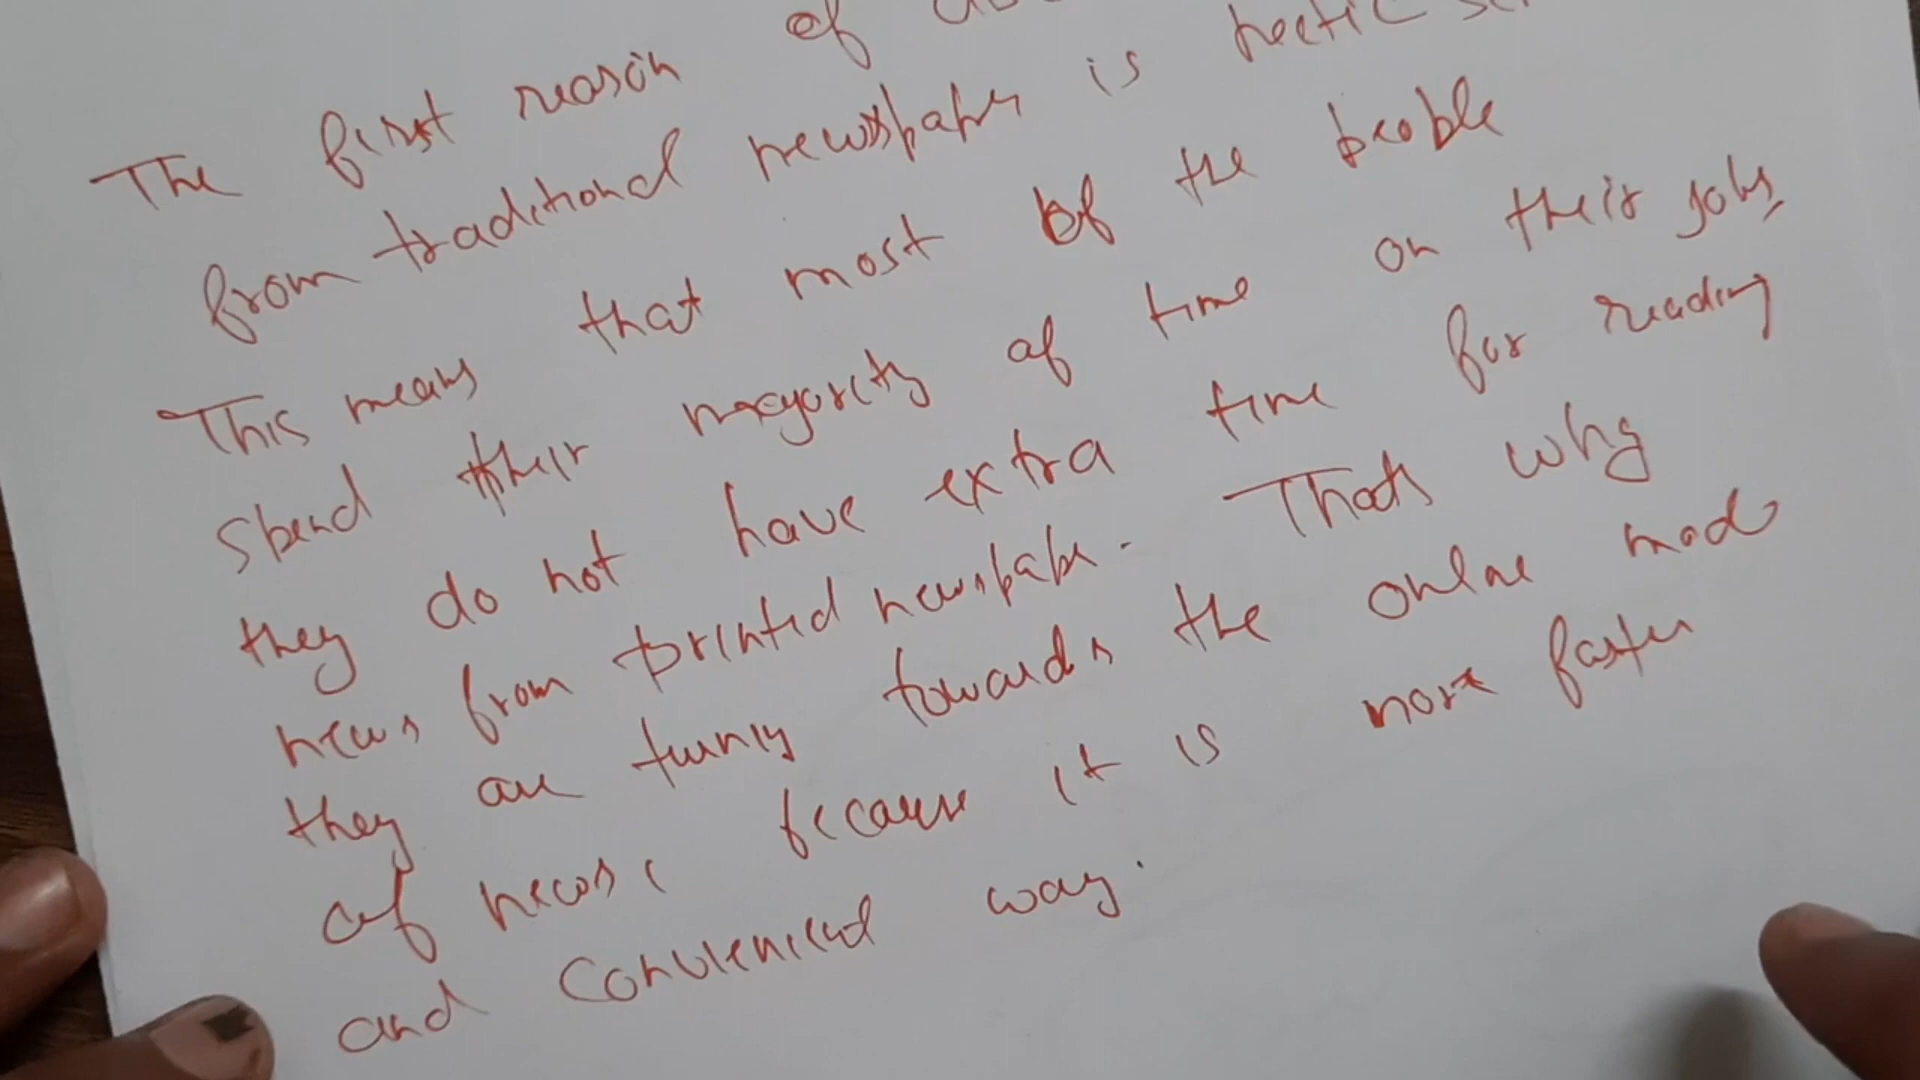 The first reason of
from traditional newspaper is hectic
This means that most of the people
spend their majority of time on their jobs,
they do not have extra time for reading
news from printed newspaper. Thats why
they are turning towards the online mode
of news, because it is more faster
and convenient way.